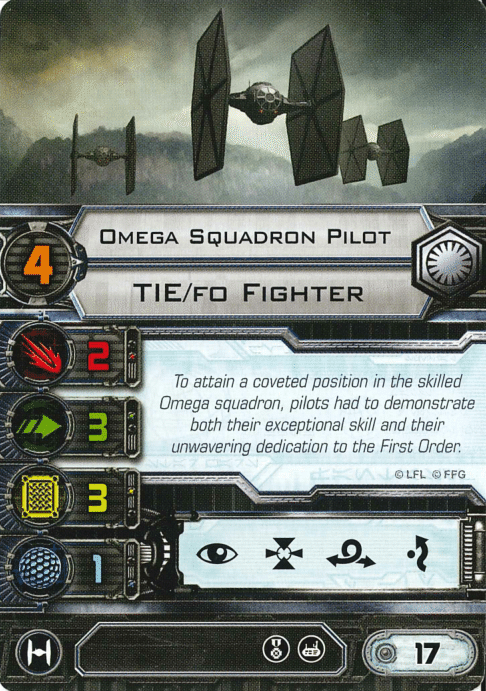 Omega Squadron Pilot
4
TIE/fo Fighter
2
To attain a coveted position in the skilled
Omega squadron, pilots had to demonstrate
both their exceptional skill and their
unwavering dedication to the First Order.
3
© LFL © FFG
3
1
17